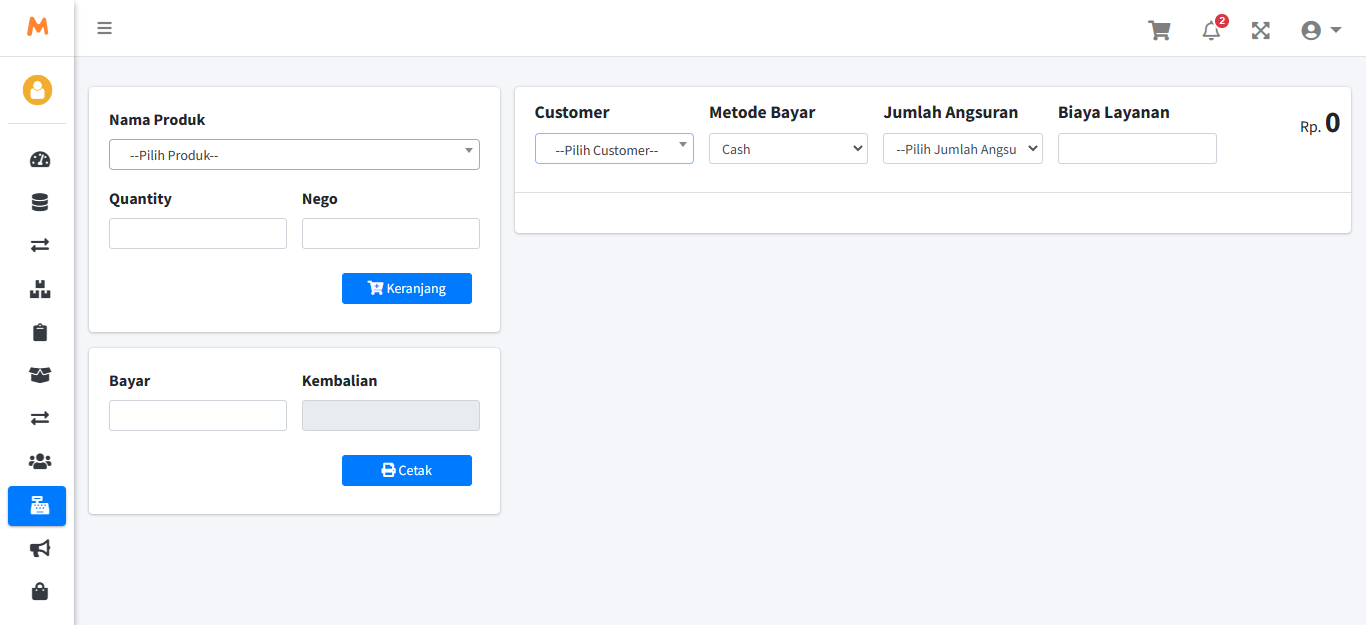 M
2
Nama Produk
--Pilih Produk--
Quantity Nego
Keranjang
Bayar Kembalian
Cetak
Customer Metode Bayar Jumlah Angsuran Biaya Layanan Rp. 0
--Pilih Customer-- Cash --Pilih Jumlah Angsu